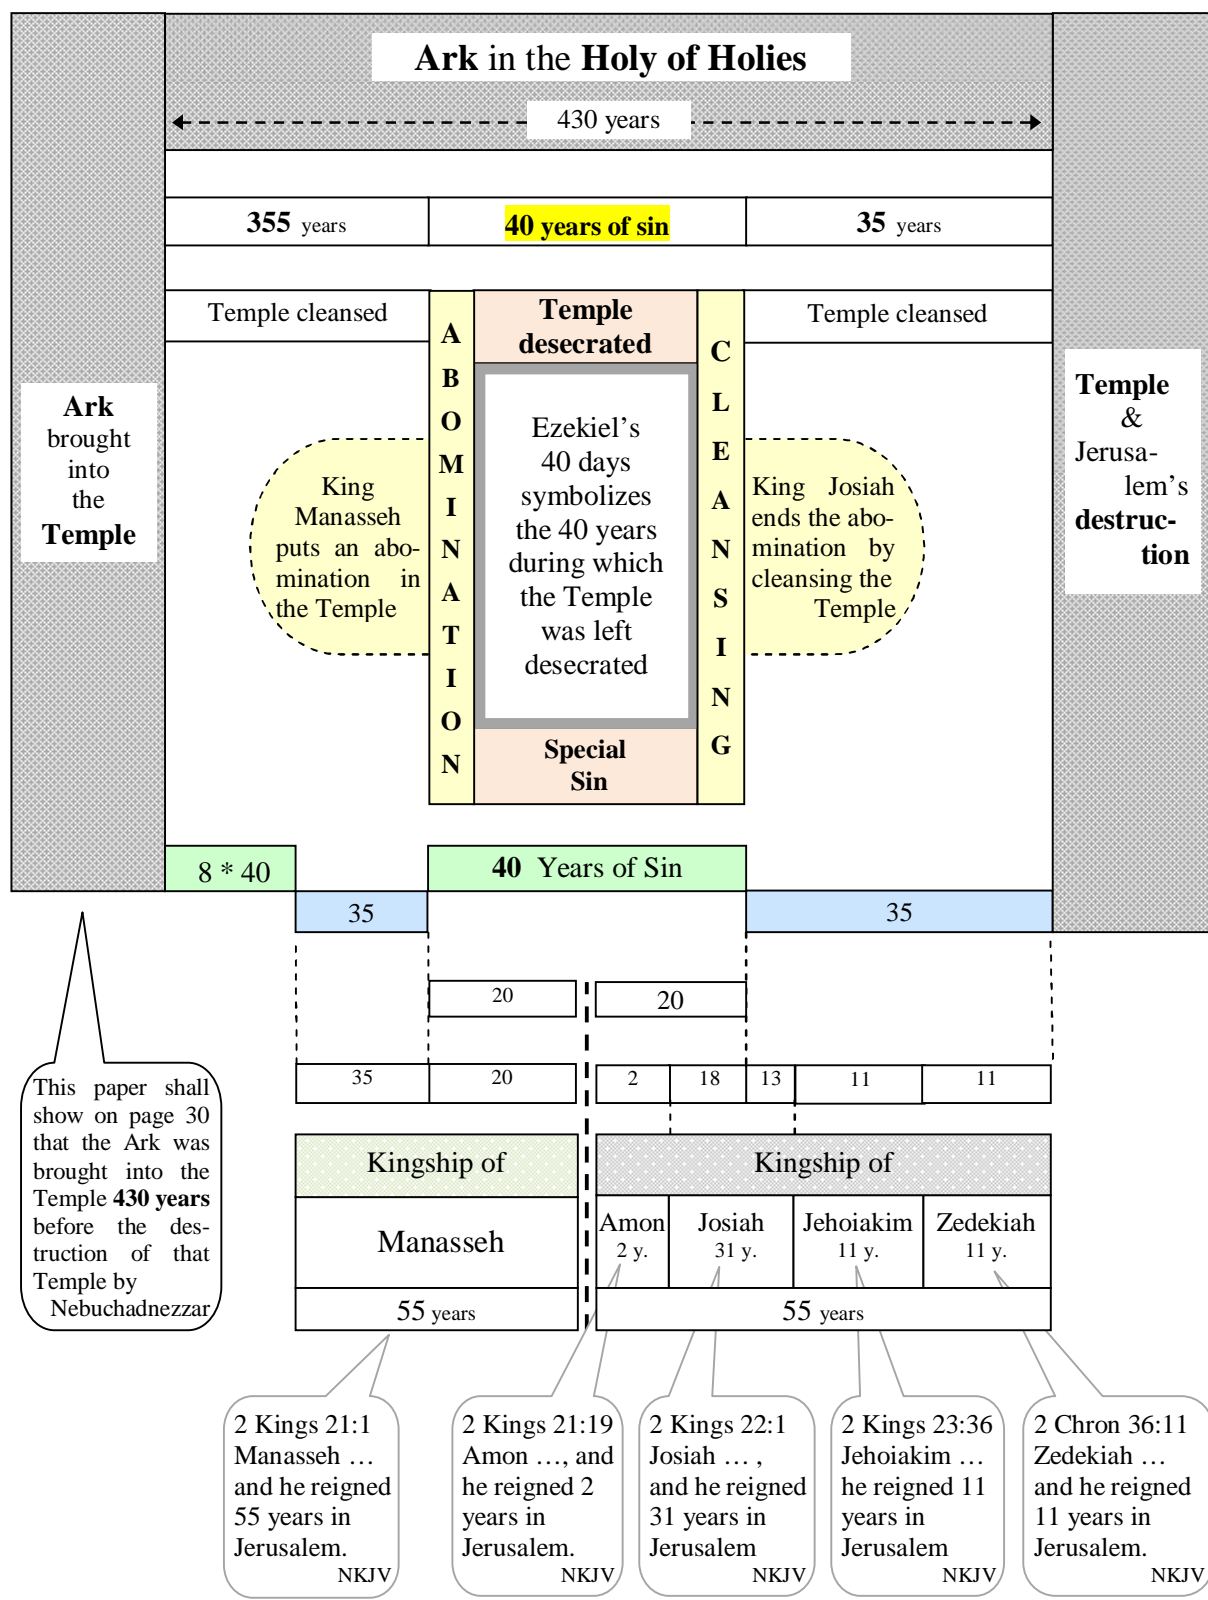 Ark in the Holy of Holies
430 years
355 years
40 years of sin
35 years
Temple cleansed
Temple
desecrated
Temple cleansed
A
B
O
M
I
N
A
T
I
O
N
C
L
E
A
N
S
I
N
G
Ark
brought
into
the
Temple
King
Manasseh
puts an abo-
mination in
the Temple
Ezekiel’s
40 days
symbolizes
the 40 years
during which
the Temple
was left
desecrated
King Josiah
ends the abo-
mination by
cleansing the
Temple
Temple
&
Jerusa-
lem’s
destruc-
tion
Special
Sin
8 * 40
40 Years of Sin
35
35
20
20
35
20
2
18
13
11
11
This paper shall
show on page 30
that the Ark was
brought into the
Temple 430 years
before the des-
truction of that
Temple by
Nebuchadnezzar
Kingship of
Kingship of
Manasseh
Amon
2 y.
Josiah
31 y.
Jehoiakim
11 y.
Zedekiah
11 y.
55 years
55 years
2 Kings 21:1
Manasseh …
and he reigned
55 years in
Jerusalem.
NKJV
2 Kings 21:19
Amon …, and
he reigned 2
years in
Jerusalem.
NKJV
2 Kings 22:1
Josiah … ,
and he reigned
31 years in
Jerusalem
NKJV
2 Kings 23:36
Jehoiakim …
he reigned 11
years in
Jerusalem
NKJV
2 Chron 36:11
Zedekiah …
and he reigned
11 years in
Jerusalem.
NKJV